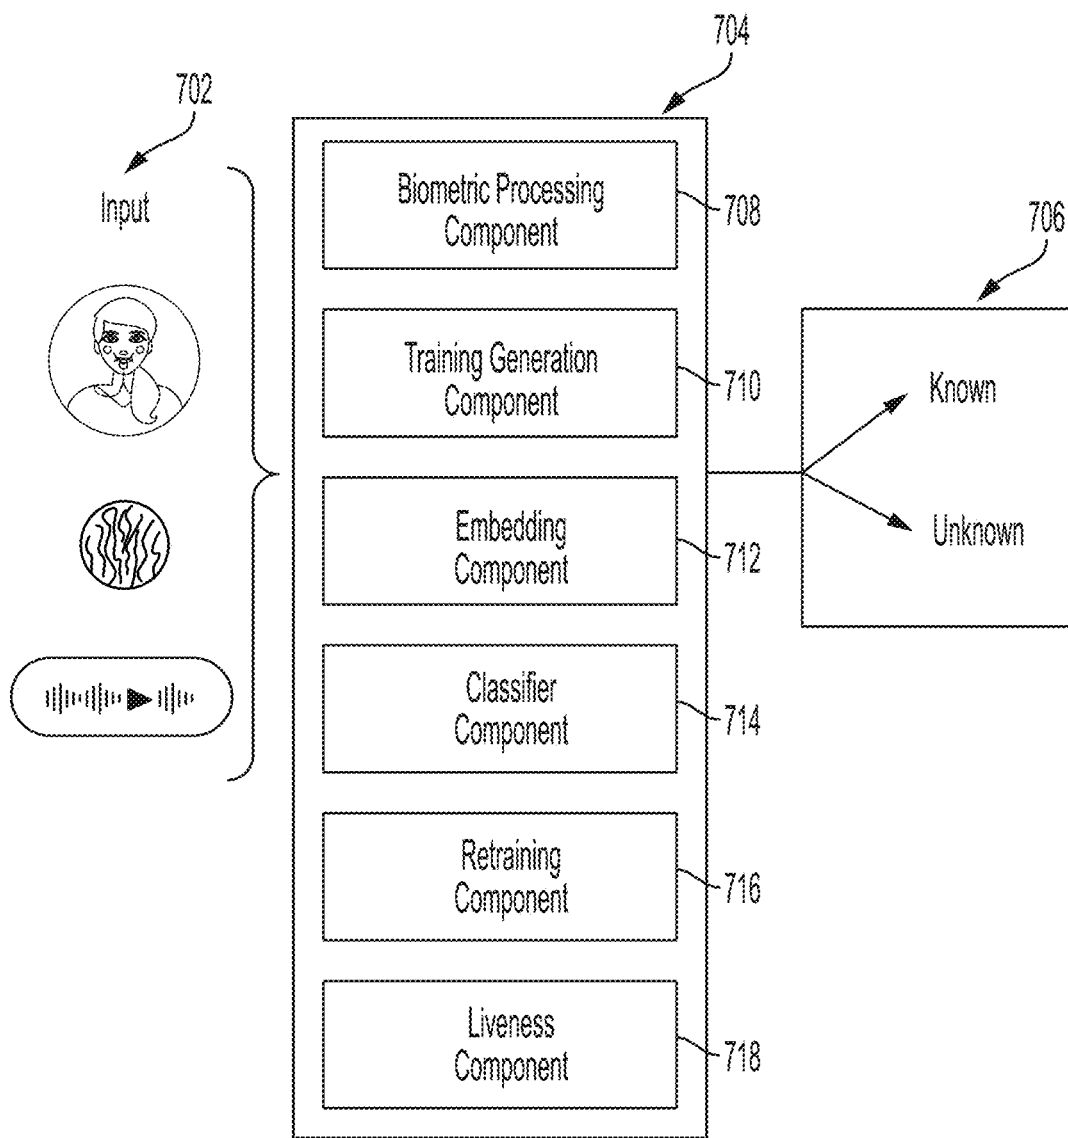 704
702
Input
Biometric Processing
Component
708
706
Training Generation
Component
710
Known
Embedding
Component
712
Unknown
Classifier
Component
714
Retraining
Component
716
Liveness
Component
718